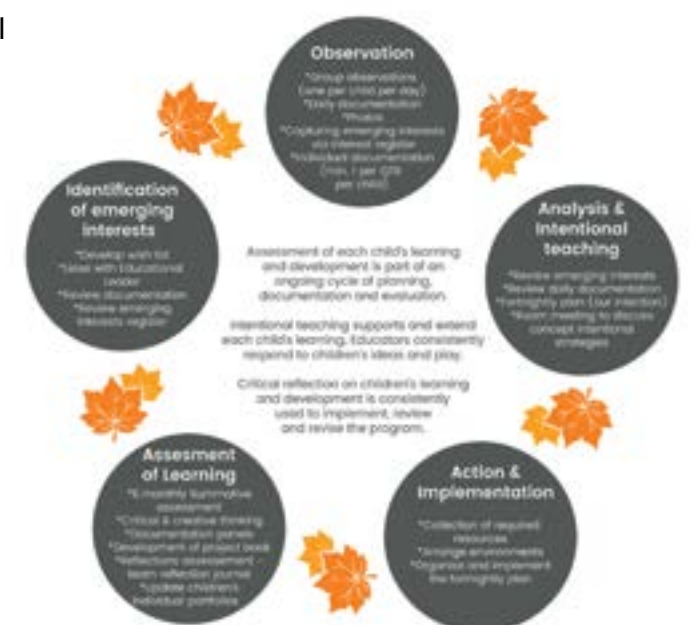 Observation
*Group observations
(one per child per day)
*Daily documentation
*Photos
*Capturing emerging interests
via interest register
*Individual documentation
(min. 1 per QTR
per child)
Analysis &
Intentional
teaching
*Review emerging interests
*Review daily documentation
*Fortnightly plan (our intention)
*Room meeting to discuss
concept intentional
strategies
Action &
Implementation
*Collection of required
resources
*Arrange environments
*Organise and implement
the fortnightly plan
Assesment
of Learning
*6 monthly Summative
assessment
*Critical & creative thinking
*Documentation panels
*Development of project book
*Reflections assessment
team reflection journal
*Update children's
individual portfolios
Identification
of emerging
interests
*Develop wish list
*Liaise with Educational
Leader
*Review documentation
*Review emerging
interests register
Assessment of each child's learning
and development is part of an
ongoing cycle of planning,
documentation and evaluation.
Intentional teaching supports and extend
each child's learning. Educators consistently
respond to children's ideas and play.
Critical reflection on children's learning
and development is consistently
used to implement, review
and revise the program.